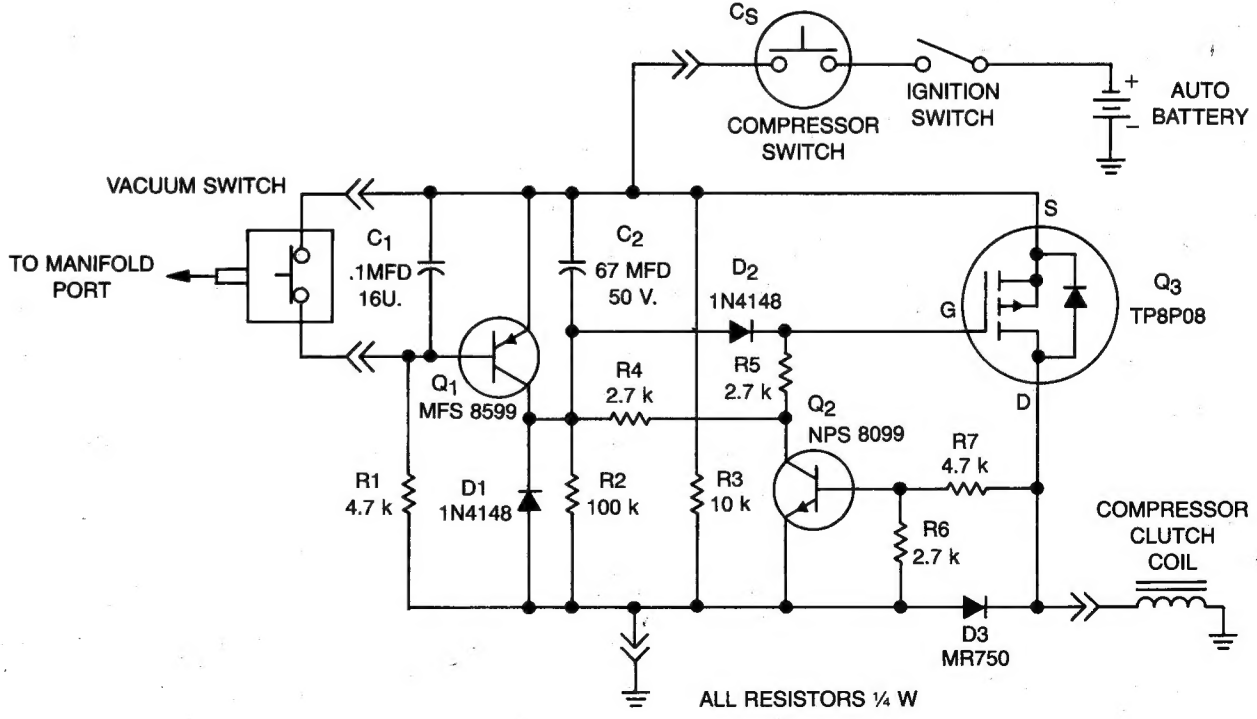 CS
COMPRESSOR
SWITCH
IGNITION
SWITCH
+
−
AUTO
BATTERY
VACUUM SWITCH
TO MANIFOLD
PORT
C1
.1MFD
16U.
C2
67 MFD
50 V.
D2
1N4148
S
G
D
Q3
TP8P08
Q1
MFS 8599
R4
2.7 k
R5
2.7 k
Q2
NPS 8099
R7
4.7 k
R1
4.7 k
D1
1N4148
R2
100 k
R3
10 k
R6
2.7 k
COMPRESSOR
CLUTCH
COIL
D3
MR750
ALL RESISTORS ¼ W